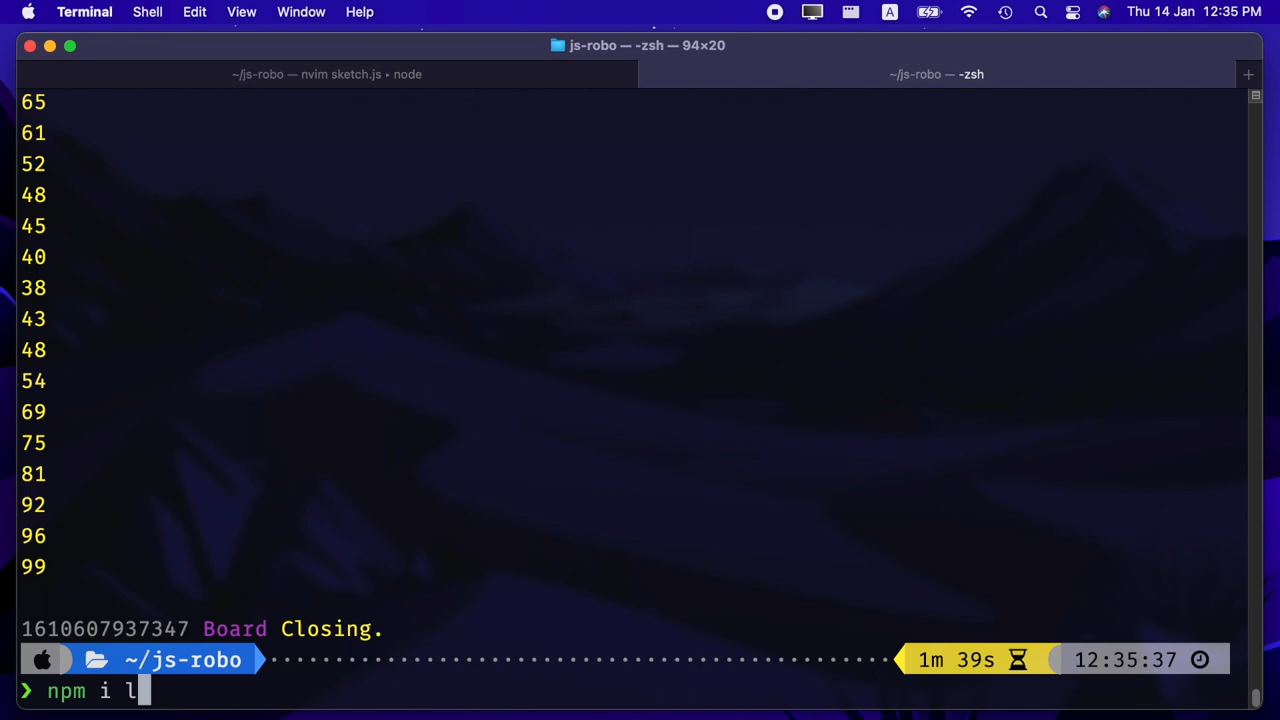 Terminal Shell Edit View Window Help A Thu 14 Jan 12:35 PM
js-robo — -zsh — 94×20
~/js-robo — nvim sketch.js ▸ node ~/js-robo — -zsh +
65
61
52
48
45
40
38
43
48
54
69
75
81
92
96
99
1610607937347 Board Closing.
~/js-robo 1m 39s 12:35:37
❯ npm i l